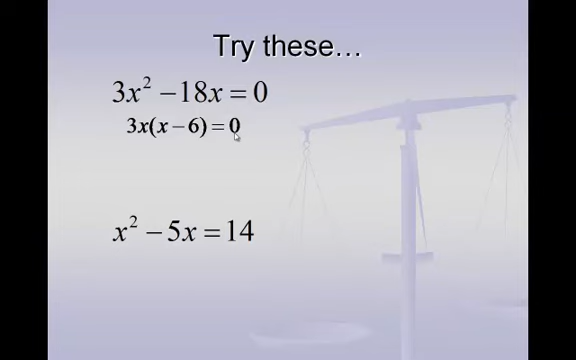 Try these…
3x² − 18x = 0
3x(x − 6) = 0
x² − 5x = 14